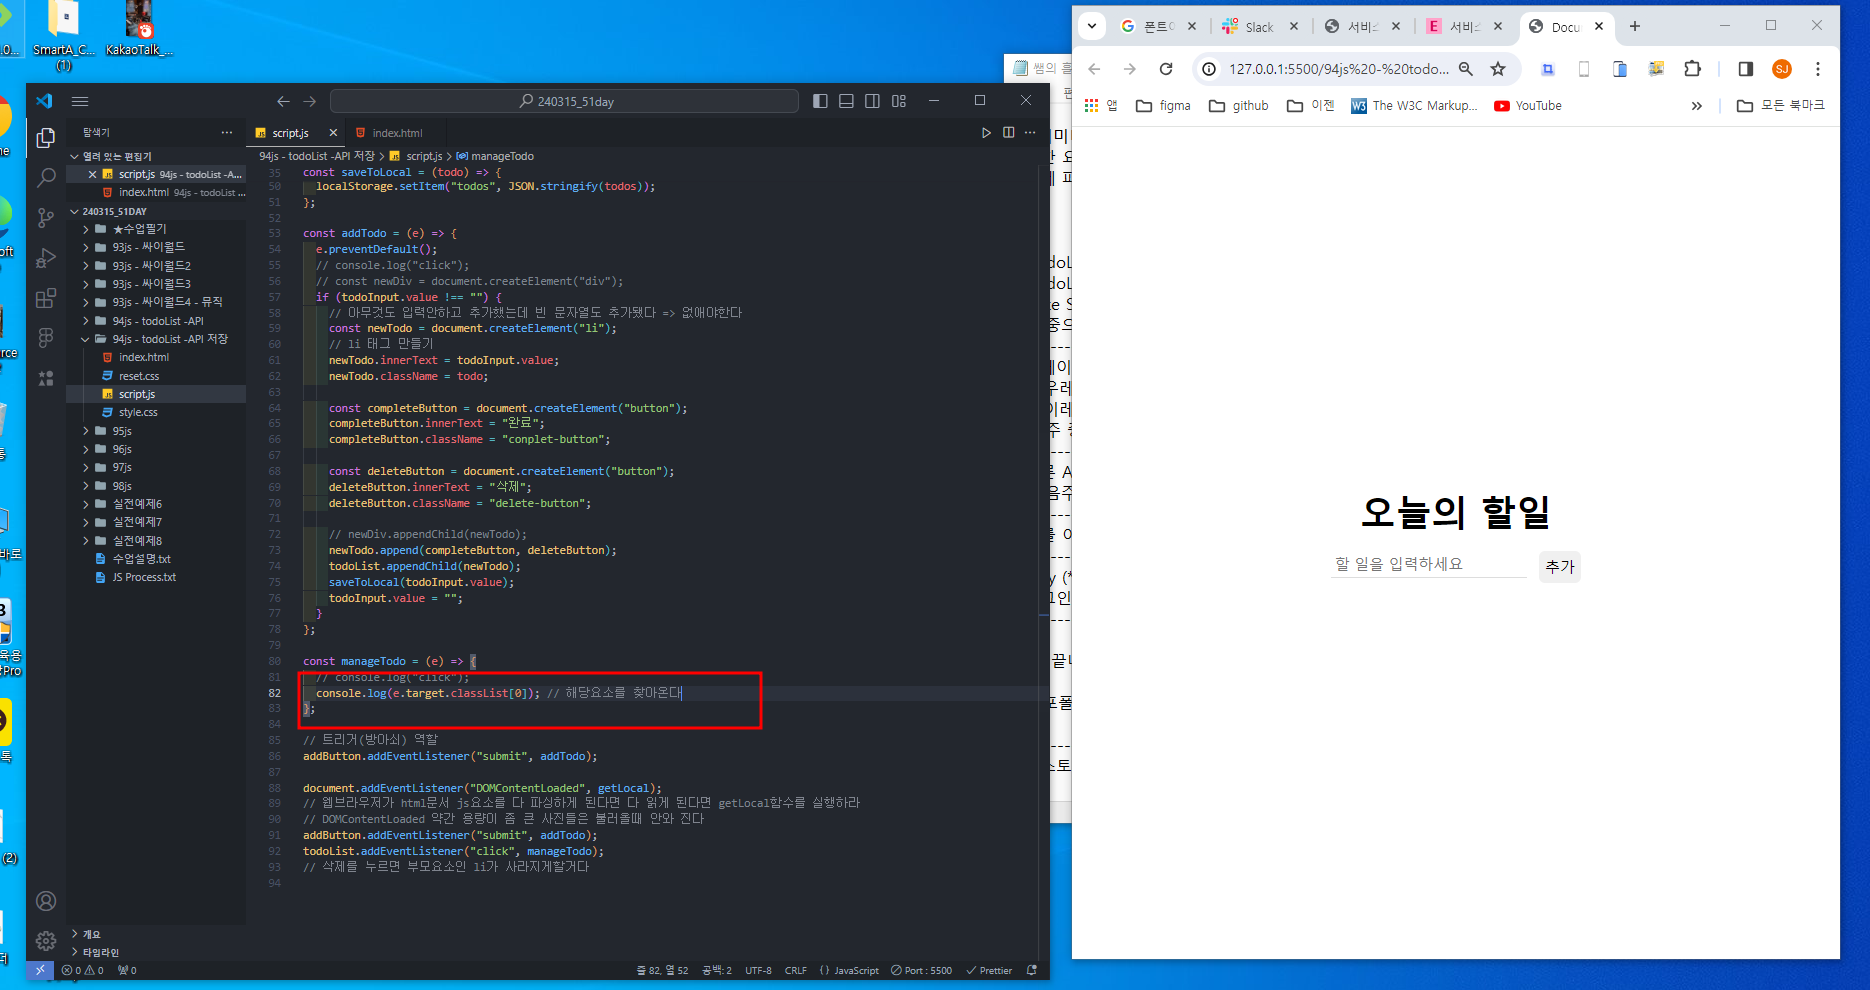 SmartA_C...
(1)
KakaoTalk_...
240315_51day
탐색기
열려 있는 편집기
script.js 94js - todoList -A...
index.html 94js - todoList ...
240315_51DAY
★수업필기
93js - 싸이월드
93js - 싸이월드2
93js - 싸이월드3
93js - 싸이월드4 - 뮤직
94js - todoList -API
94js - todoList -API 저장
index.html
reset.css
script.js
style.css
95js
96js
97js
98js
실전예제6
실전예제7
실전예제8
수업설명.txt
JS Process.txt
개요
타임라인
script.js
index.html
94js - todoList -API 저장 > script.js > manageTodo
35 const saveToLocal = (todo) => {
50 localStorage.setItem("todos", JSON.stringify(todos));
51 };
52
53 const addTodo = (e) => {
54 e.preventDefault();
55 // console.log("click");
56 // const newDiv = document.createElement("div");
57 if (todoInput.value !== "") {
58 // 아무것도 입력안하고 추가했는데 빈 문자열도 추가됐다 => 없애야한다
59 const newTodo = document.createElement("li");
60 // li 태그 만들기
61 newTodo.innerText = todoInput.value;
62 newTodo.className = todo;
63
64 const completeButton = document.createElement("button");
65 completeButton.innerText = "완료";
66 completeButton.className = "conplet-button";
67
68 const deleteButton = document.createElement("button");
69 deleteButton.innerText = "삭제";
70 deleteButton.className = "delete-button";
71
72 // newDiv.appendChild(newTodo);
73 newTodo.append(completeButton, deleteButton);
74 todoList.appendChild(newTodo);
75 saveToLocal(todoInput.value);
76 todoInput.value = "";
77 }
78 };
79
80 const manageTodo = (e) => {
81 // console.log("click");
82 console.log(e.target.classList[0]); // 해당요소를 찾아온다
83 };
84
85 // 트리거(방아쇠) 역할
86 addButton.addEventListener("submit", addTodo);
87
88 document.addEventListener("DOMContentLoaded", getLocal);
89 // 웹브라우저가 html문서 js요소를 다 파싱하게 된다면 다 읽게 된다면 getLocal함수를 실행하라
90 // DOMContentLoaded 약간 용량이 좀 큰 사진들은 불러올때 안와 진다
91 addButton.addEventListener("submit", addTodo);
92 todoList.addEventListener("click", manageTodo);
93 // 삭제를 누르면 부모요소인 li가 사라지게할거다
94
0 0 0 줄 82, 열 52 공백: 2 UTF-8 CRLF {} JavaScript Port : 5500 Prettier
쌤의 흘
폰트이
Slack
서비스
서비스
Docu
127.0.0.1:5500/94js%20-%20todo...
앱 figma github 이젠 The W3C Markup... YouTube » 모든 북마크
오늘의 할일
할 일을 입력하세요
추가